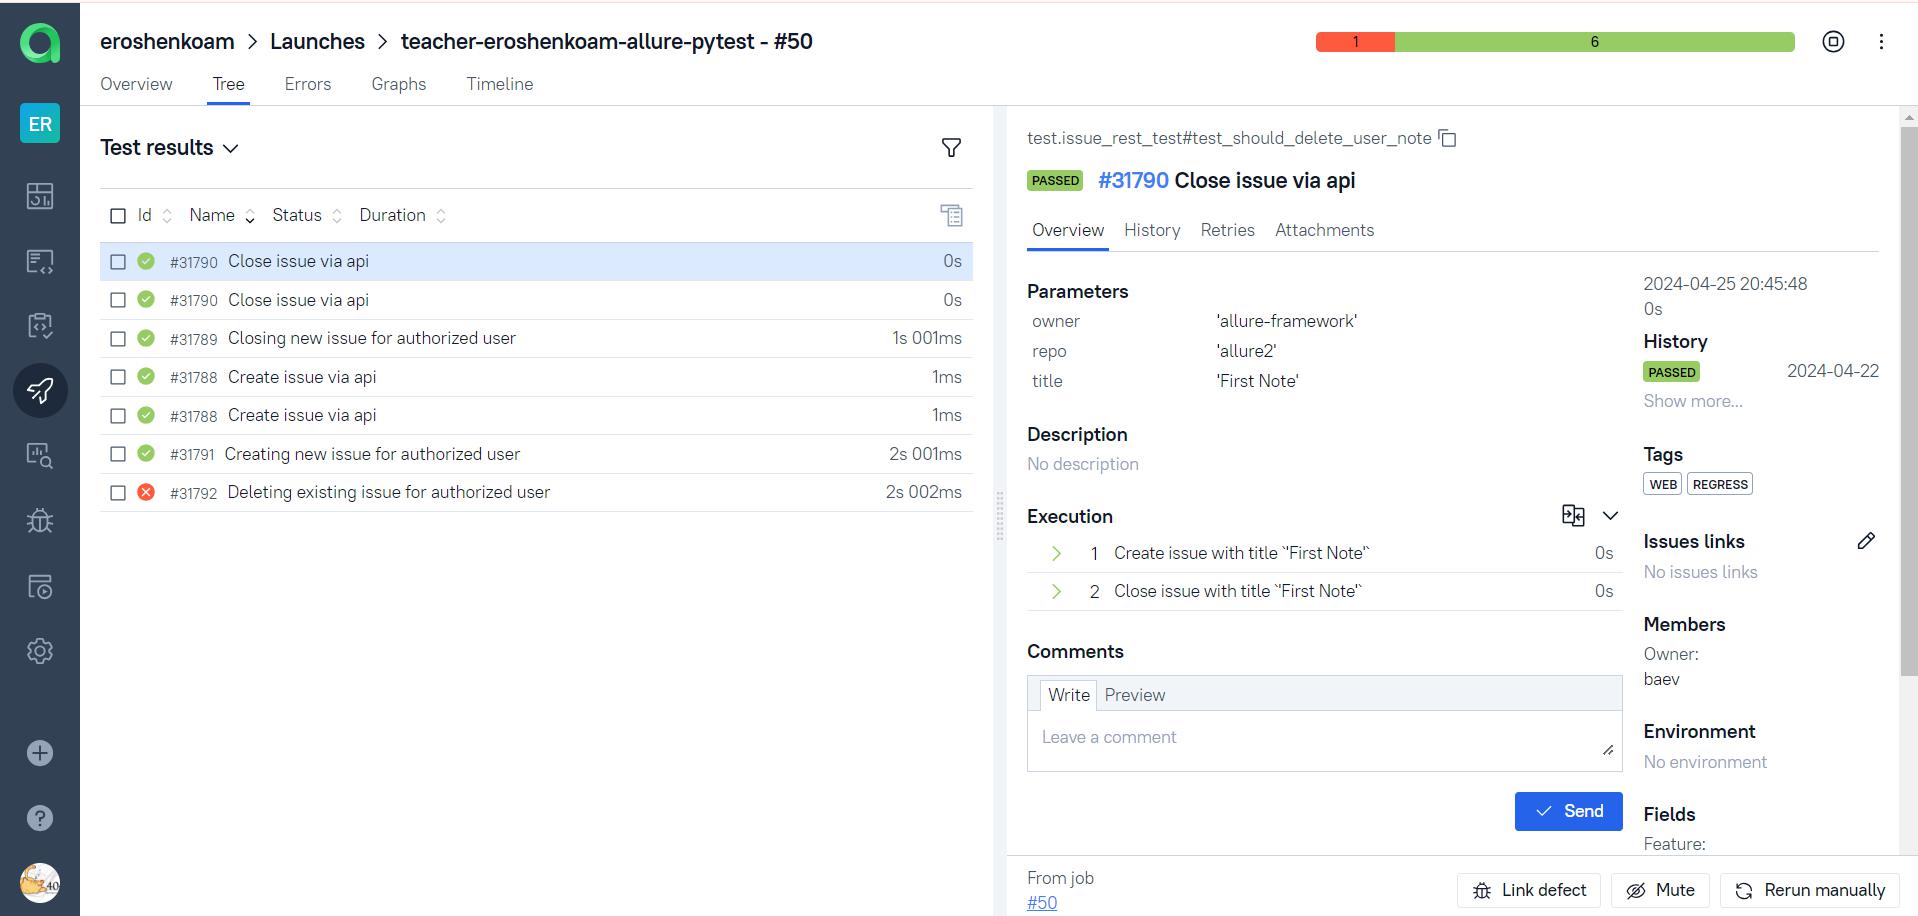 eroshenkoam > Launches > teacher-eroshenkoam-allure-pytest - #50
1
6
Overview
Tree
Errors
Graphs
Timeline
ER
Test results
Id
Name
Status
Duration
#31790 Close issue via api 0s
#31790 Close issue via api 0s
#31789 Closing new issue for authorized user 1s 001ms
#31788 Create issue via api 1ms
#31788 Create issue via api 1ms
#31791 Creating new issue for authorized user 2s 001ms
#31792 Deleting existing issue for authorized user 2s 002ms
test.issue_rest_test#test_should_delete_user_note
PASSED #31790 Close issue via api
Overview
History
Retries
Attachments
Parameters
owner 'allure-framework'
repo 'allure2'
title 'First Note'
Description
No description
Execution
1 Create issue with title `'First Note'` 0s
2 Close issue with title `'First Note'` 0s
Comments
Write
Preview
Leave a comment
Send
2024-04-25 20:45:48
0s
History
PASSED 2024-04-22
Show more...
Tags
WEB REGRESS
Issues links
No issues links
Members
Owner:
baev
Environment
No environment
Fields
Feature:
From job
#50
Link defect
Mute
Rerun manually
40